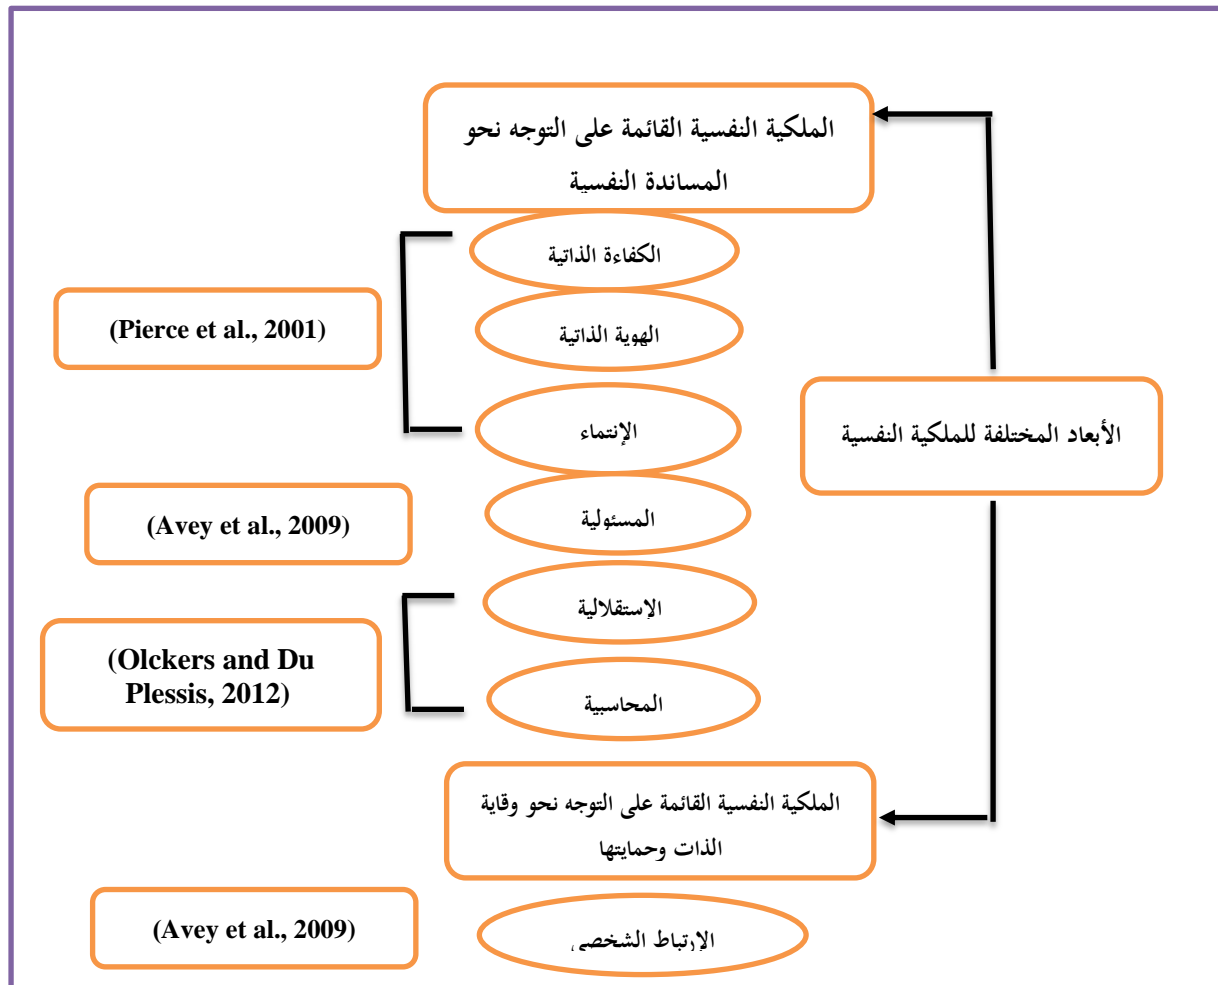 الملكية النفسية القائمة على التوجه نحو
المساندة النفسية
الكفاءة الذاتية
(Pierce et al., 2001)
الهوية الذاتية
الإنتماء
الأبعاد المختلفة للملكية النفسية
المسئولية
(Avey et al., 2009)
الإستقلالية
(Olckers and Du
Plessis, 2012)
المحاسبية
الملكية النفسية القائمة على التوجه نحو وقاية
الذات وحمايتها
الإرتباط الشخصي
(Avey et al., 2009)